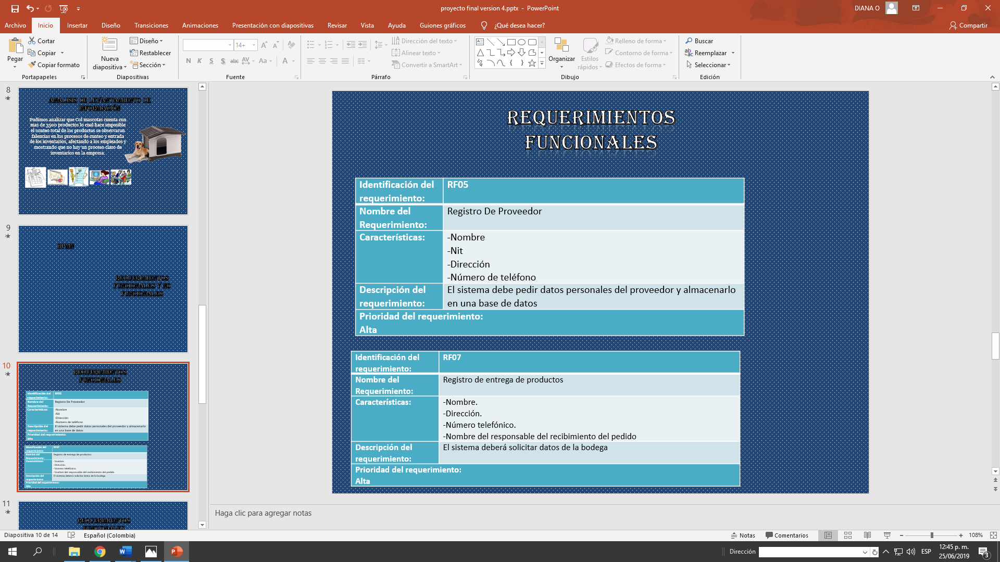 proyecto final version 4.pptx - PowerPoint
DIANA O
Archivo
Inicio
Insertar
Diseño
Transiciones
Animaciones
Presentación con diapositivas
Revisar
Vista
Ayuda
Guiones gráficos
¿Qué desea hacer?
Compartir
Pegar
Cortar
Copiar
Copiar formato
Portapapeles
Nueva
diapositiva
Diseño
Restablecer
Sección
Diapositivas
14+
N K S S abc AV Aa A
Fuente
Dirección del texto
Alinear texto
Convertir a SmartArt
Párrafo
Organizar
Estilos
rápidos
Relleno de forma
Contorno de forma
Efectos de forma
Dibujo
Buscar
Reemplazar
Seleccionar
Edición
8
ANALISIS DE LEVANTAMIENTO DE
INFORMACIÓN
Pudimos analizar que Col mascotas cuenta con
mas de 3500 productos lo cual hace imposible
el conteo total de los productos se observaron
falencias en los procesos de conteo y entrada
de los inventarios, afectando a los empleados y
mostrando que no hay un proceso claro de
inventarios en la empresa.
9
BPMN
REQUERIMIENTOS
FUNCIONALES Y NO
FUNCIONALES
10
REQUERIMIENTOS
FUNCIONALES
Identificación del
requerimiento:
RF05
Nombre del
Requerimiento:
Registro De Proveedor
Características:
-Nombre
-Nit
-Dirección
-Número de teléfono
Descripción del
requerimiento:
El sistema debe pedir datos personales del proveedor y almacenarlo
en una base de datos
Prioridad del requerimiento:
Alta
Identificación del
requerimiento:
RF07
Nombre del
Requerimiento:
Registro de entrega de productos
Características:
-Nombre.
-Dirección.
-Número telefónico.
-Nombre del responsable del recibimiento del pedido
Descripción del
requerimiento:
El sistema deberá solicitar datos de la bodega
Prioridad del requerimiento:
Alta
11
REQUERIMIENTOS
FUNCIONALES
REQUERIMIENTOS
FUNCIONALES
Identificación del
requerimiento:
RF05
Nombre del
Requerimiento:
Registro De Proveedor
Características:
-Nombre
-Nit
-Dirección
-Número de teléfono
Descripción del
requerimiento:
El sistema debe pedir datos personales del proveedor y almacenarlo
en una base de datos
Prioridad del requerimiento:
Alta
Identificación del
requerimiento:
RF07
Nombre del
Requerimiento:
Registro de entrega de productos
Características:
-Nombre.
-Dirección.
-Número telefónico.
-Nombre del responsable del recibimiento del pedido
Descripción del
requerimiento:
El sistema deberá solicitar datos de la bodega
Prioridad del requerimiento:
Alta
Haga clic para agregar notas
Diapositiva 10 de 14
Español (Colombia)
Notas
Comentarios
108%
Dirección
ESP
12:45 p. m.
25/06/2019
3